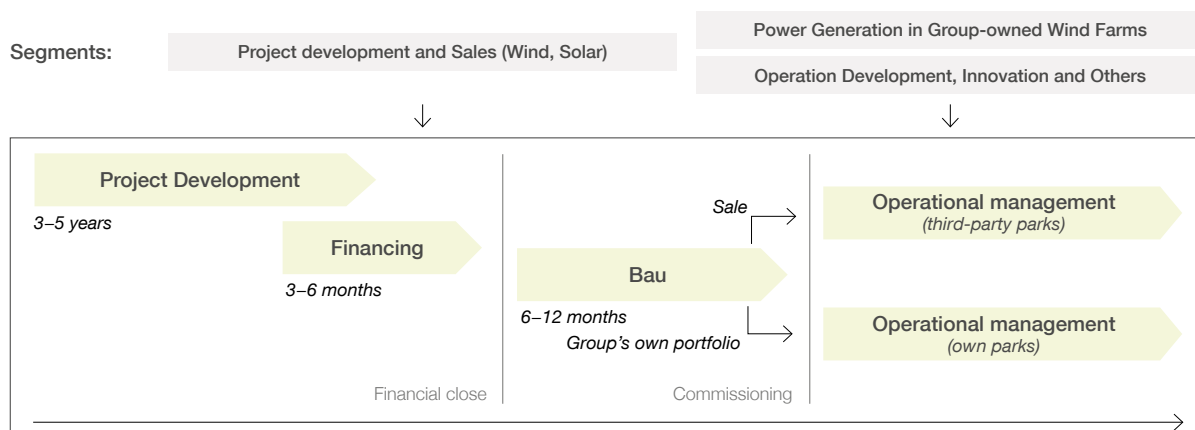 Segments:
Project development and Sales (Wind, Solar)
Power Generation in Group-owned Wind Farms
Operation Development, Innovation and Others
Project Development
3–5 years
Financing
3–6 months
Bau
6–12 months
Sale
Group's own portfolio
Operational management
(third-party parks)
Operational management
(own parks)
Financial close
Commissioning